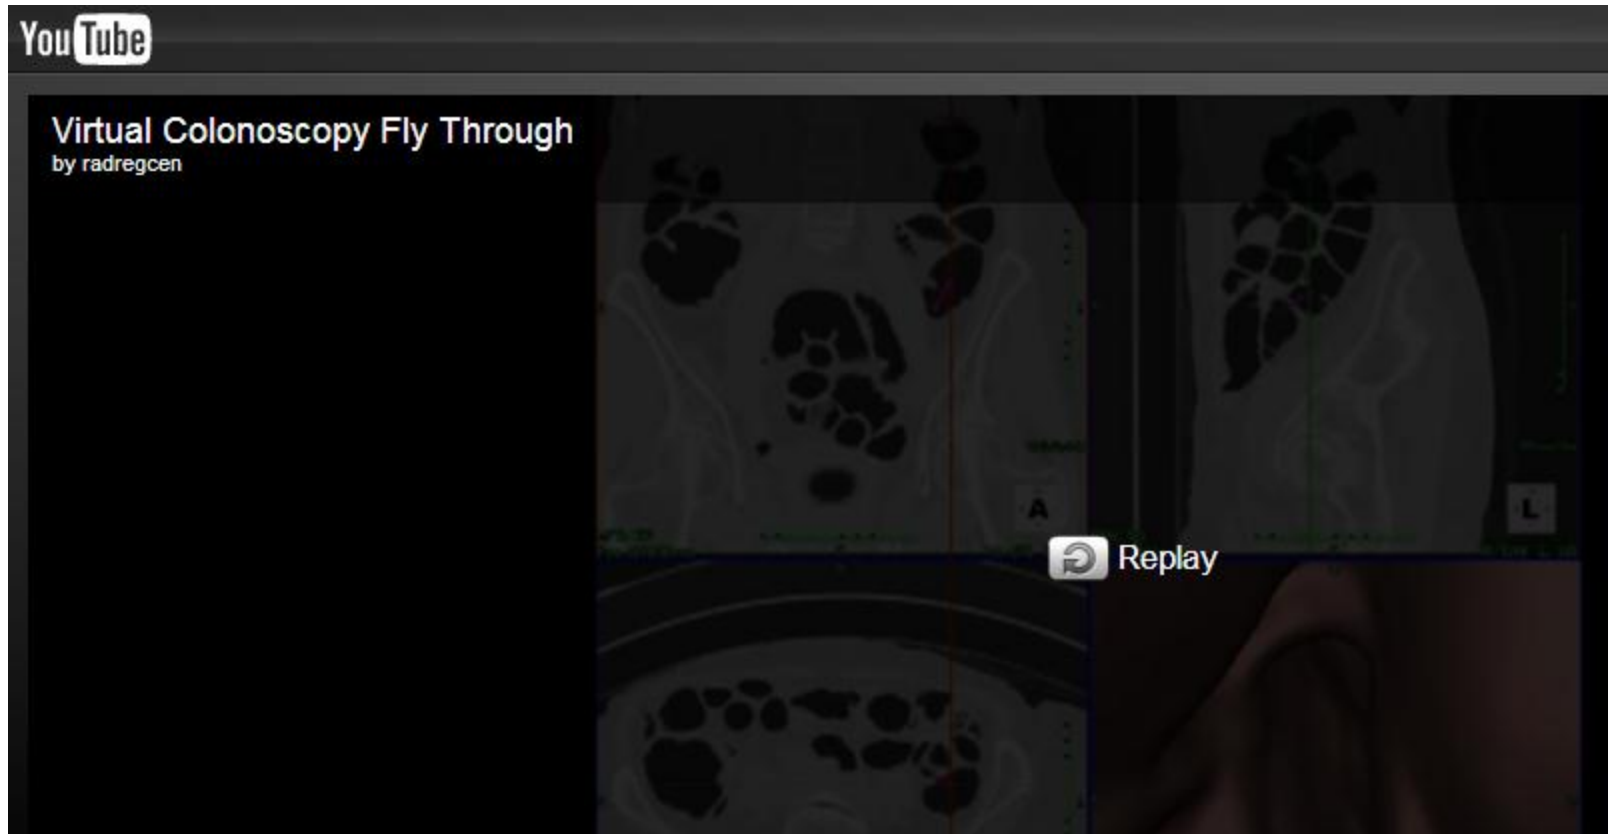 YouTube
Virtual Colonoscopy Fly Through
by radregcen
A
L
Replay